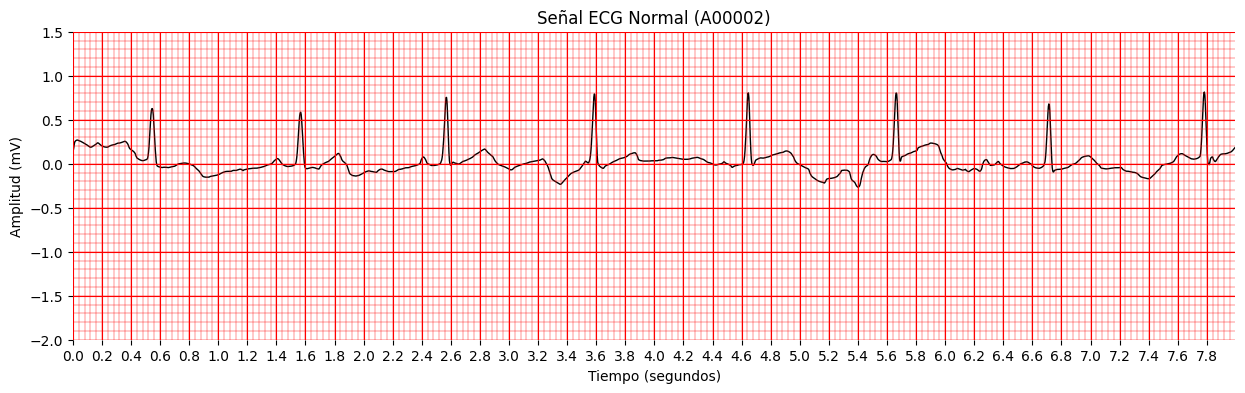 Señal ECG Normal (A00002)
Amplitud (mV)
1.5
1.0
0.5
0.0
−0.5
−1.0
−1.5
−2.0
0.0 0.2 0.4 0.6 0.8 1.0 1.2 1.4 1.6 1.8 2.0 2.2 2.4 2.6 2.8 3.0 3.2 3.4 3.6 3.8 4.0 4.2 4.4 4.6 4.8 5.0 5.2 5.4 5.6 5.8 6.0 6.2 6.4 6.6 6.8 7.0 7.2 7.4 7.6 7.8
Tiempo (segundos)